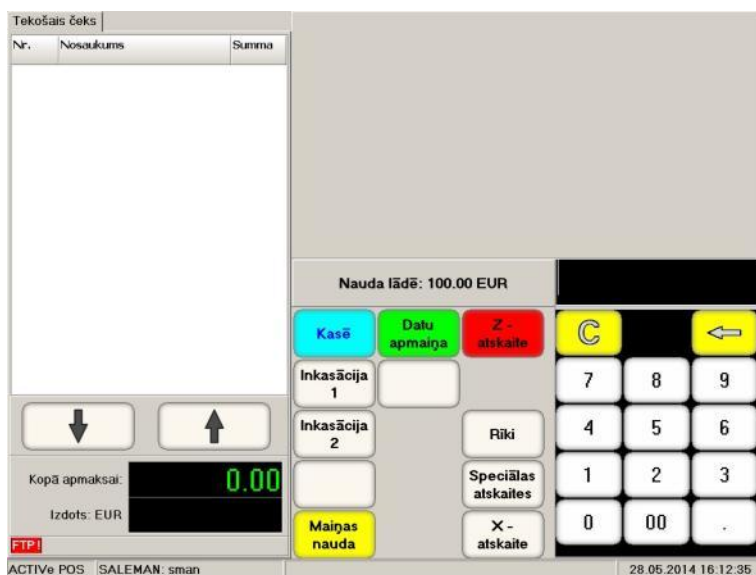 Tekošais čeks
Nr. Nosaukums Summa
Nauda lādē: 100.00 EUR
Kasē
Datu
apmaiņa
Z -
atskaite
C
Inkasācija
1
7 8 9
Inkasācija
2
Rīki
4 5 6
Kopā apmaksai: 0.00
Speciālas
atskaites
1 2 3
Izdots: EUR
Maiņas
nauda
X -
atskaite
0 00 .
FTP!
ACTIVe POS SALEMAN: sman 28.05.2014 16:12:35